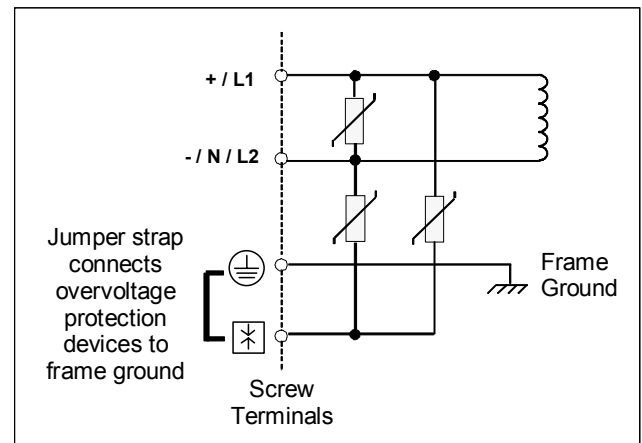 + / L1
- / N / L2
Jumper strap
connects
overvoltage
protection
devices to
frame ground
Frame
Ground
Screw
Terminals